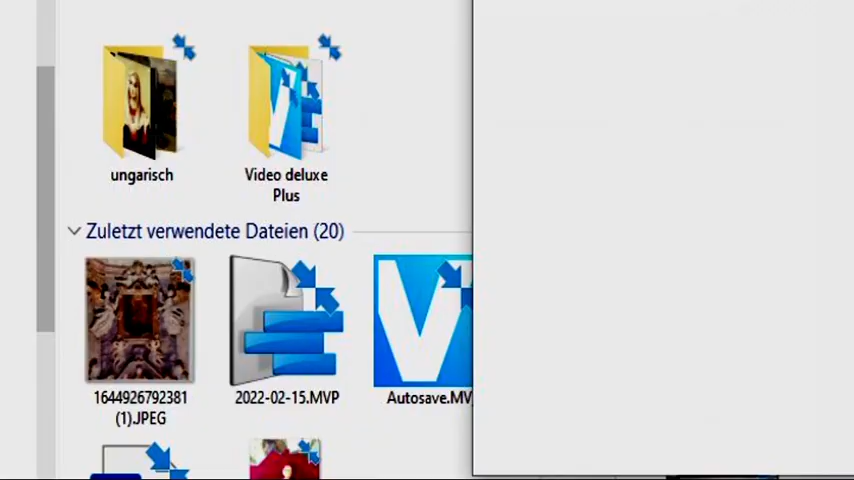 ungarisch
Video deluxe
Plus
Zuletzt verwendete Dateien (20)
1644926792381
(1).JPEG
2022-02-15.MVP
Autosave.MV